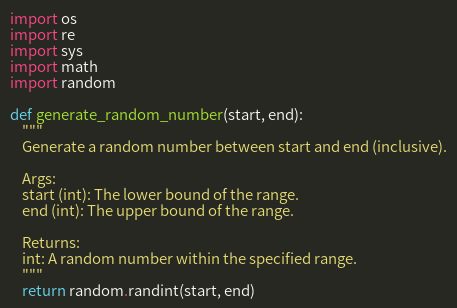 import os
import re
import sys
import math
import random

def generate_random_number(start, end):
    """
    Generate a random number between start and end (inclusive).

    Args:
    start (int): The lower bound of the range.
    end (int): The upper bound of the range.

    Returns:
    int: A random number within the specified range.
    """
    return random.randint(start, end)